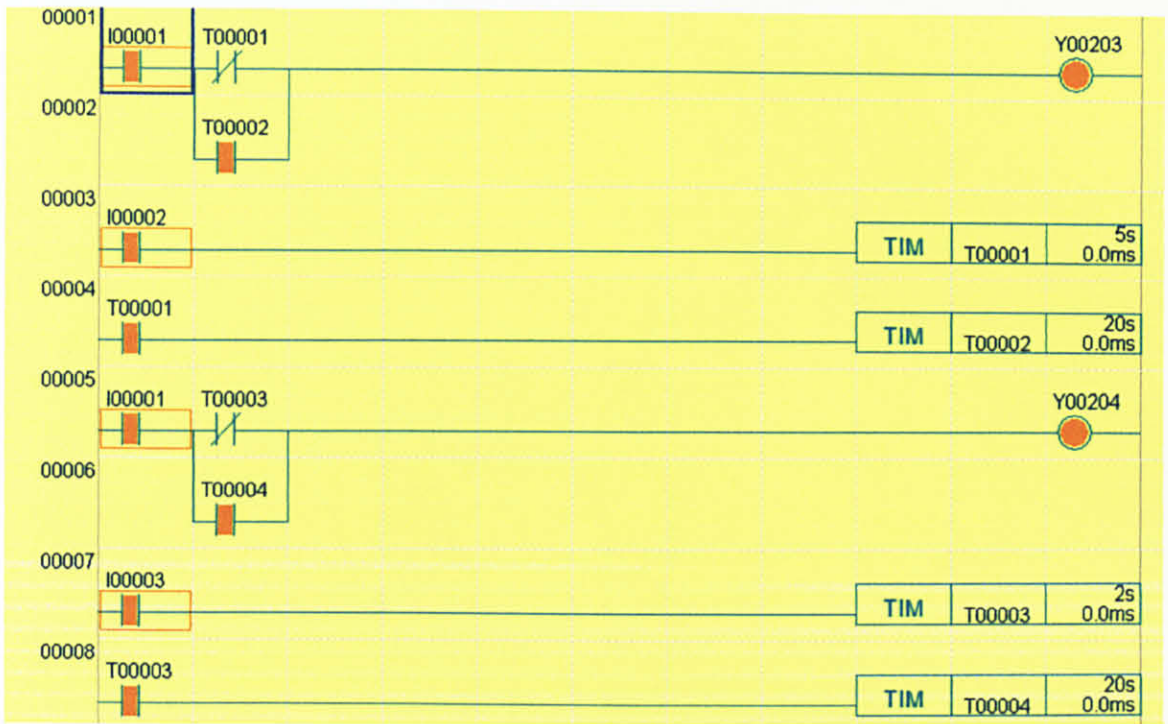 00001
I00001 T00001 Y00203
00002
T00002
00003
I00002
TIM T00001 5s
0.0ms
00004
T00001
TIM T00002 20s
0.0ms
00005
I00001 T00003 Y00204
00006
T00004
00007
I00003
TIM T00003 2s
0.0ms
00008
T00003
TIM T00004 20s
0.0ms